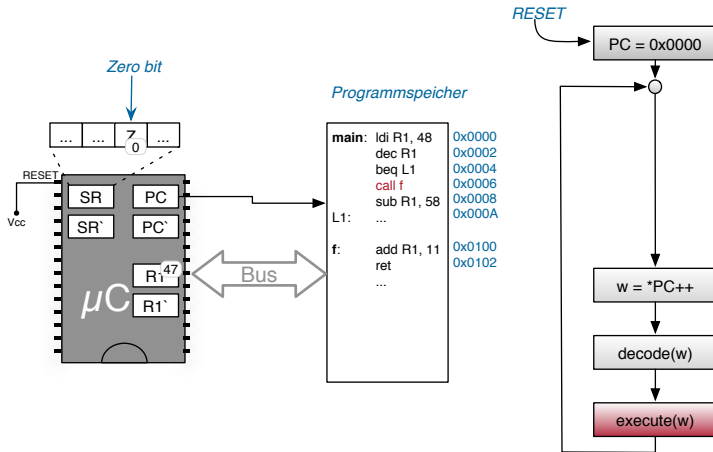 RESET
PC = 0x0000
Zero bit
Programmspeicher
... ... Z ...
0
main: ldi R1, 48 0x0000
dec R1 0x0002
beq L1 0x0004
call f 0x0006
sub R1, 58 0x0008
L1: ... 0x000A
f: add R1, 11 0x0100
ret 0x0102
...
RESET
Vcc
SR PC
SR` PC`
R1 47
R1`
µC
Bus
w = *PC++
decode(w)
execute(w)